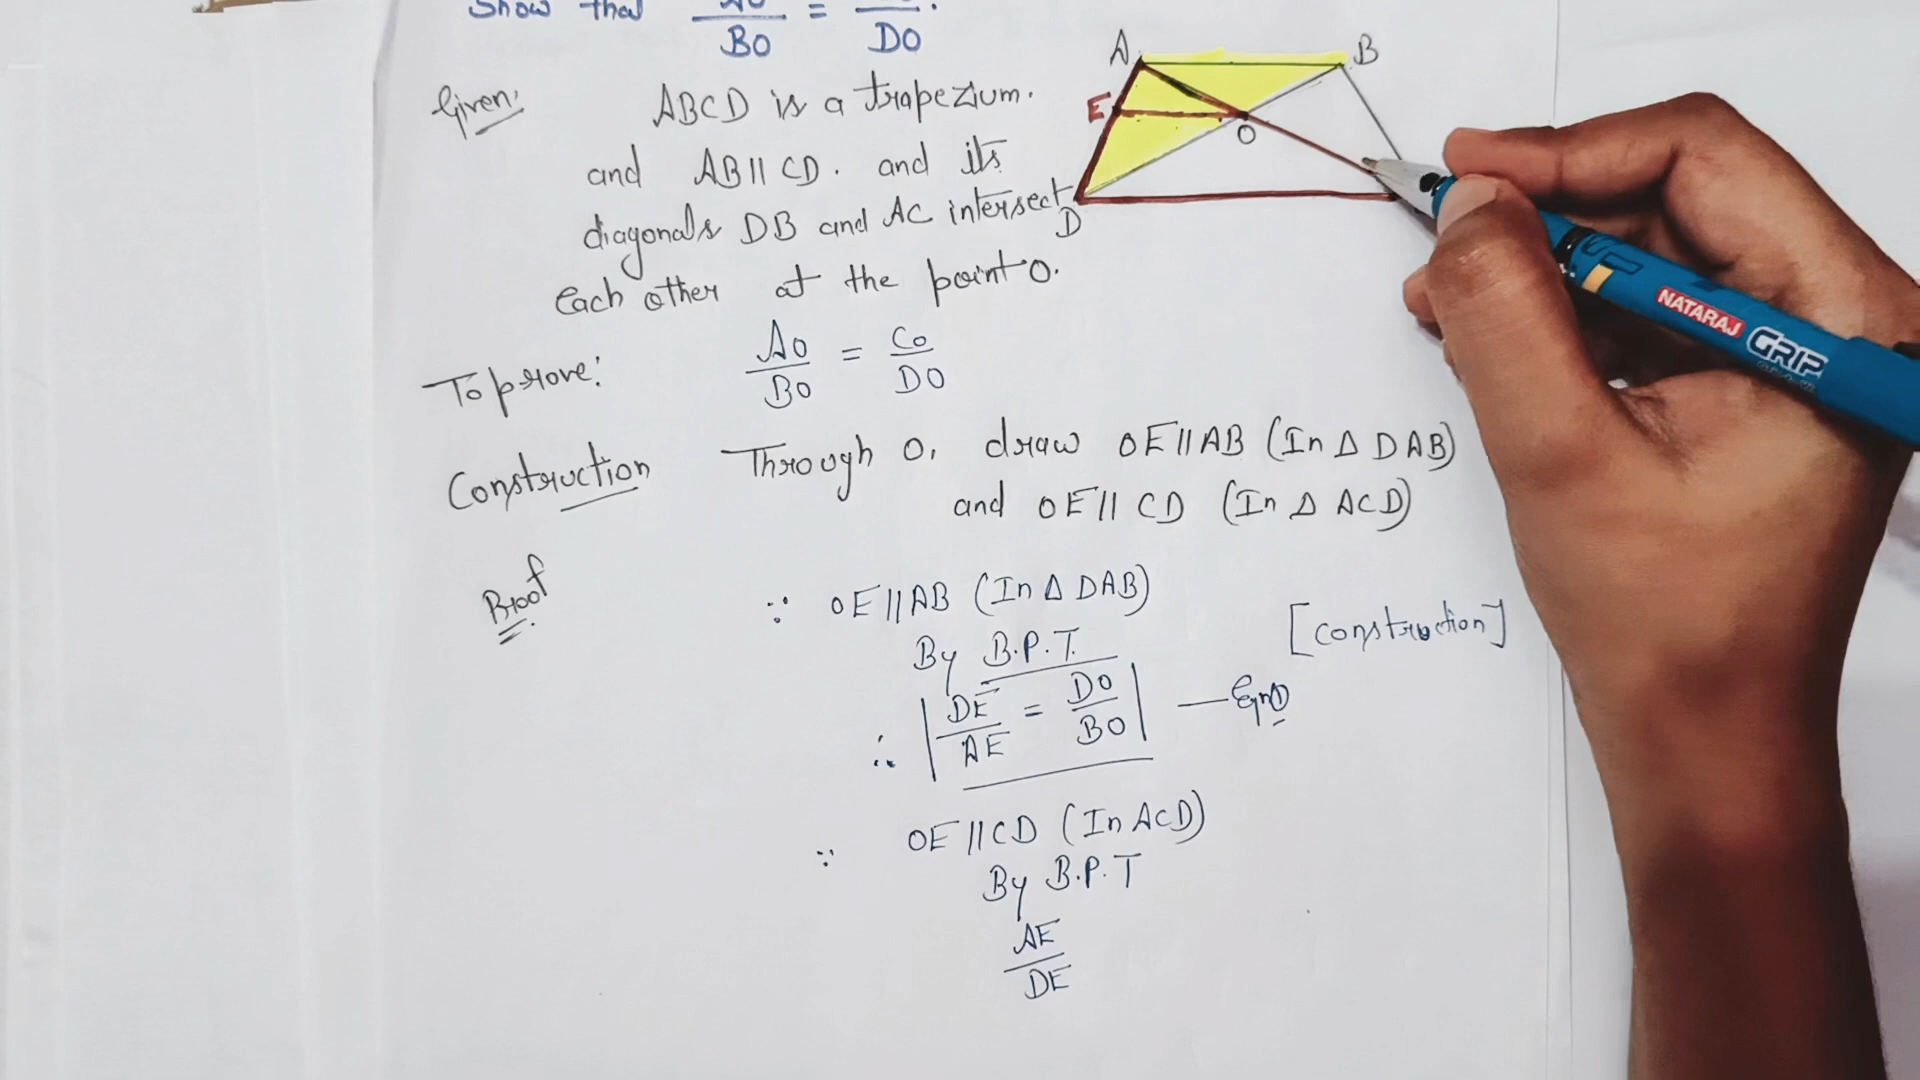 Show that AO/BO = CO/DO.
Given: ABCD is a trapezium.
and AB || CD. and its
diagonals DB and AC intersect
Each other at the point O.
To prove: AO/BO = CO/DO
Construction Through O, draw OE || AB (In Δ DAB)
and OE || CD (In Δ ACD)
Proof
∵ OE || AB (In Δ DAB)
By B.P.T. [construction]
∴ DE/AE = DO/BO — Eqn ①
∵ OE || CD (In ACD)
By B.P.T
AE/DE
A
B
E
O
D
NATARAJ
GRIP